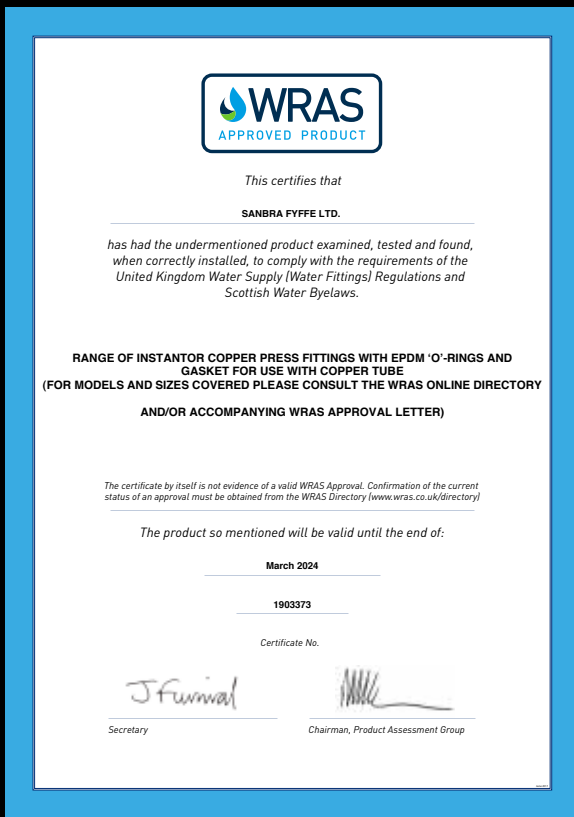 WRAS
APPROVED PRODUCT
This certifies that
SANBRA FYFFE LTD.
has had the undermentioned product examined, tested and found,
when correctly installed, to comply with the requirements of the
United Kingdom Water Supply (Water Fittings) Regulations and
Scottish Water Byelaws.
RANGE OF INSTANTOR COPPER PRESS FITTINGS WITH EPDM ‘O’-RINGS AND
GASKET FOR USE WITH COPPER TUBE
(FOR MODELS AND SIZES COVERED PLEASE CONSULT THE WRAS ONLINE DIRECTORY
AND/OR ACCOMPANYING WRAS APPROVAL LETTER)
The certificate by itself is not evidence of a valid WRAS Approval. Confirmation of the current
status of an approval must be obtained from the WRAS Directory (www.wras.co.uk/directory)
The product so mentioned will be valid until the end of:
March 2024
1903373
Certificate No.
J Furnival
Secretary
Chairman, Product Assessment Group